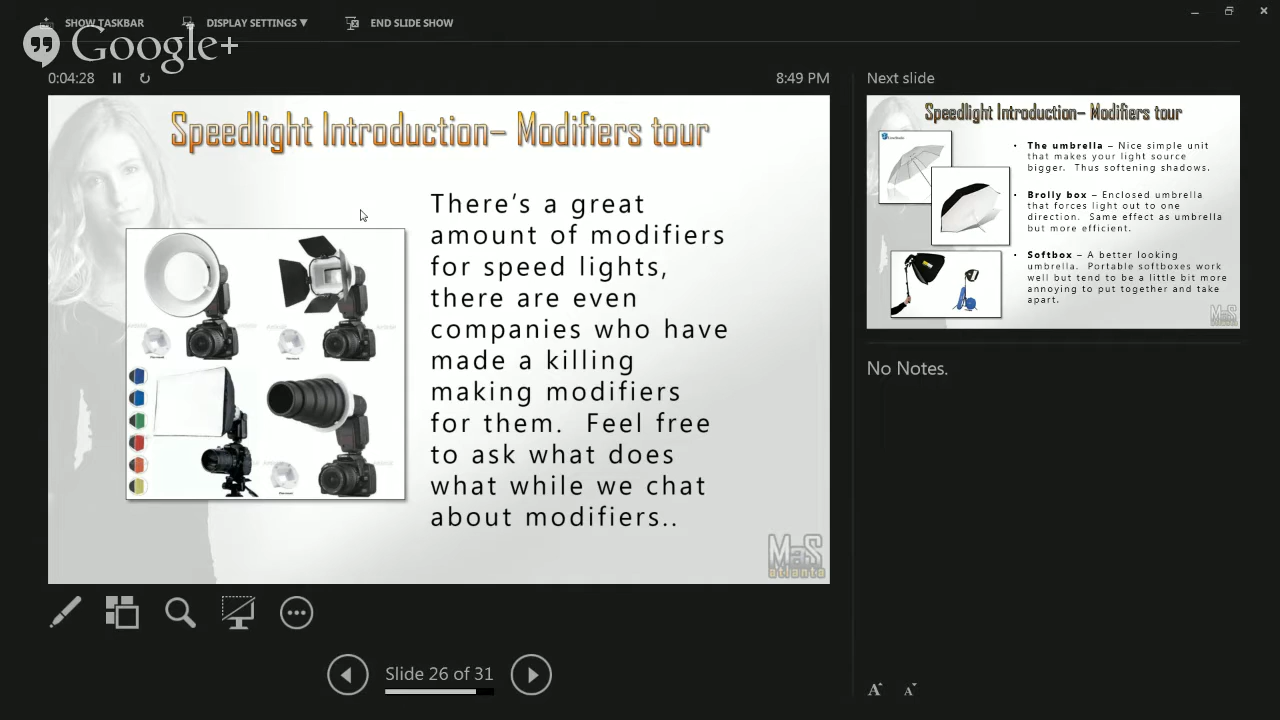 SHOW TASKBAR
DISPLAY SETTINGS ▼
END SLIDE SHOW
Google+
0:04:28
8:49 PM
Next slide
Speedlight Introduction– Modifiers tour
There’s a great
amount of modifiers
for speed lights,
there are even
companies who have
made a killing
making modifiers
for them.  Feel free
to ask what does
what while we chat
about modifiers..
MaS
atlanta
Speedlight Introduction– Modifiers tour
• The umbrella – Nice simple unit
that makes your light source
bigger.  Thus softening shadows.
• Brolly box – Enclosed umbrella
that forces light out to one
direction.  Same effect as umbrella
but more efficient.
• Softbox – A better looking
umbrella.  Portable softboxes work
well but tend to be a little bit more
annoying to put together and take
apart.
MaS
No Notes.
Slide 26 of 31
A A